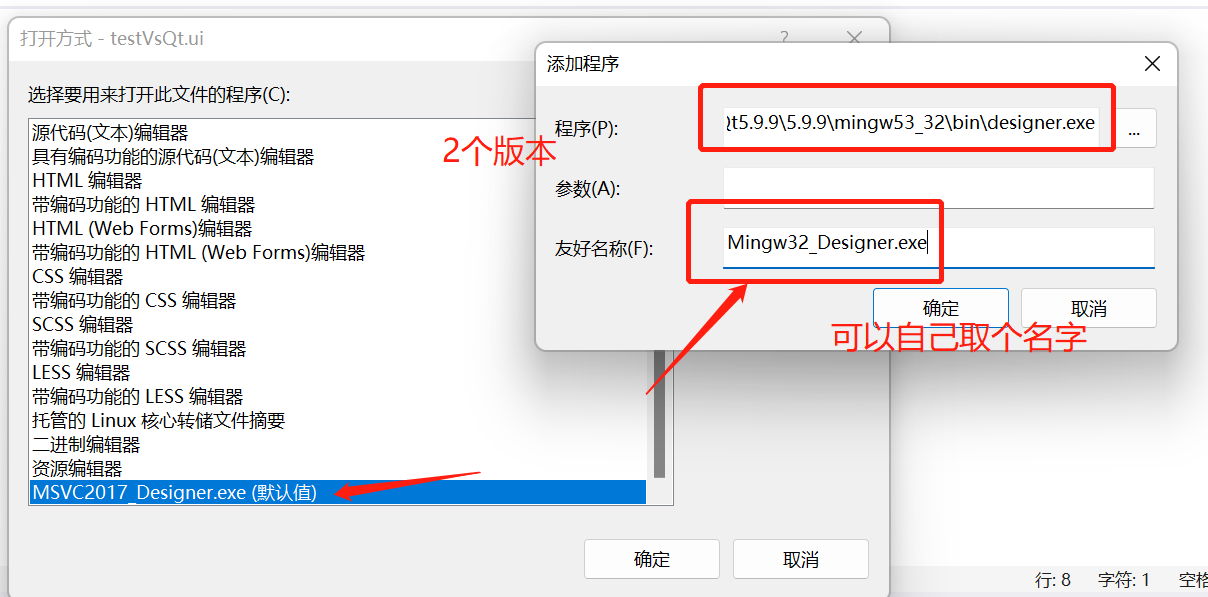 打开方式 - testVsQt.ui
?
添加程序
选择要用来打开此文件的程序(C):
源代码(文本)编辑器
具有编码功能的源代码(文本)编辑器
HTML 编辑器
带编码功能的 HTML 编辑器
HTML (Web Forms)编辑器
带编码功能的 HTML (Web Forms)编辑器
CSS 编辑器
带编码功能的 CSS 编辑器
SCSS 编辑器
带编码功能的 SCSS 编辑器
LESS 编辑器
带编码功能的 LESS 编辑器
托管的 Linux 核心转储文件摘要
二进制编辑器
资源编辑器
MSVC2017_Designer.exe (默认值)
2个版本
程序(P):
t5.9.9\5.9.9\mingw53_32\bin\designer.exe
...
参数(A):
友好名称(F):
Mingw32_Designer.exe
确定
取消
可以自己取个名字
确定
取消
行: 8
字符: 1
空格